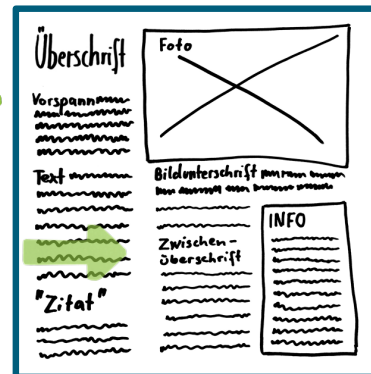 Überschrift
Vorspann
Text
"Zitat"
Foto
Bildunterschrift
Zwischen-
überschrift
INFO